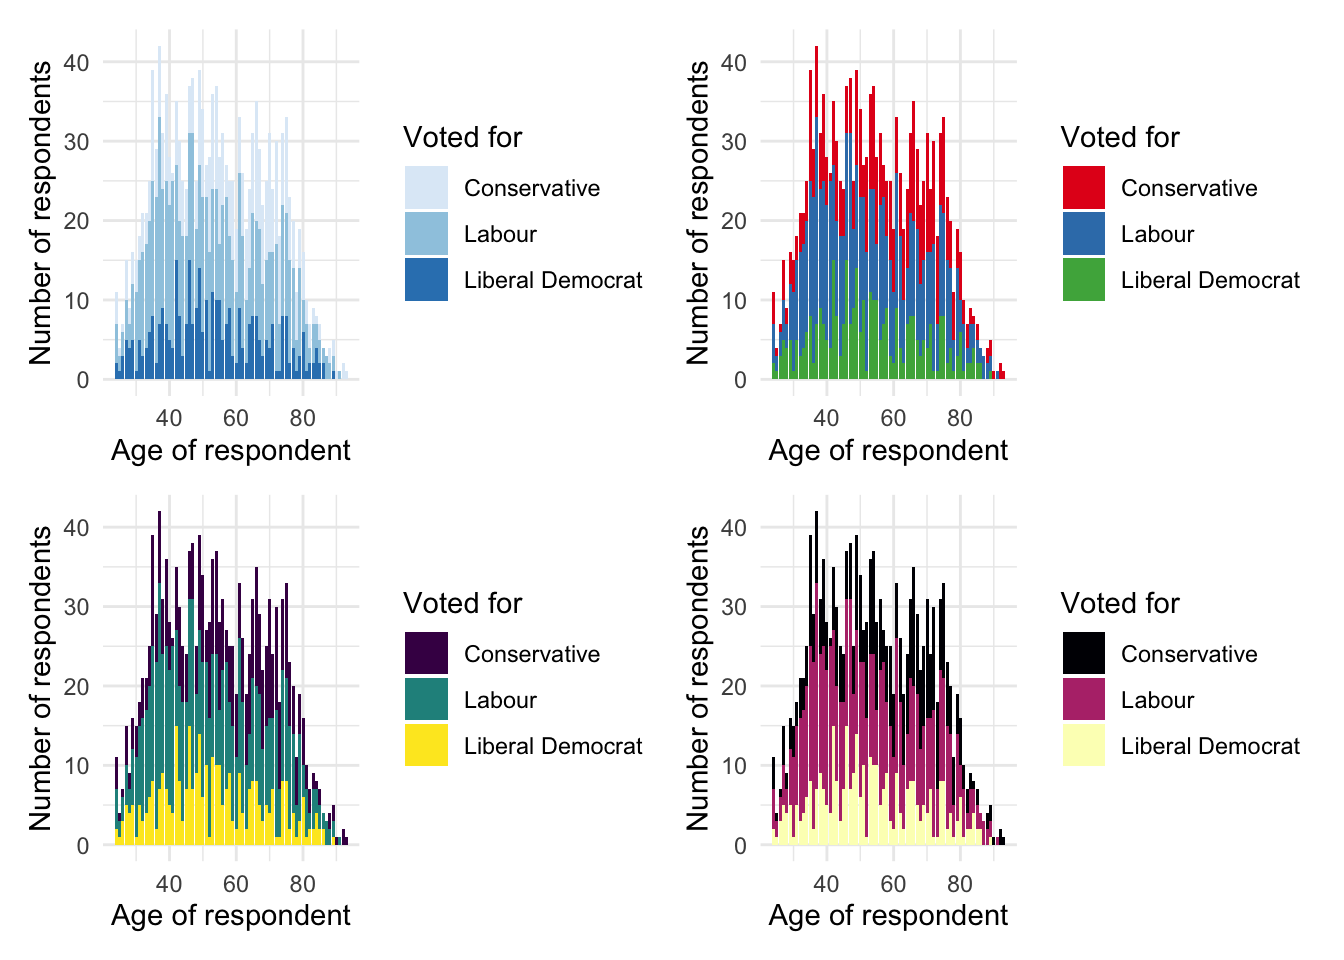 Number of respondents
40
30
20
10
0
40 60 80
Age of respondent
Voted for
Conservative
Labour
Liberal Democrat
Number of respondents
40
30
20
10
0
40 60 80
Age of respondent
Voted for
Conservative
Labour
Liberal Democrat
Number of respondents
40
30
20
10
0
40 60 80
Age of respondent
Voted for
Conservative
Labour
Liberal Democrat
Number of respondents
40
30
20
10
0
40 60 80
Age of respondent
Voted for
Conservative
Labour
Liberal Democrat